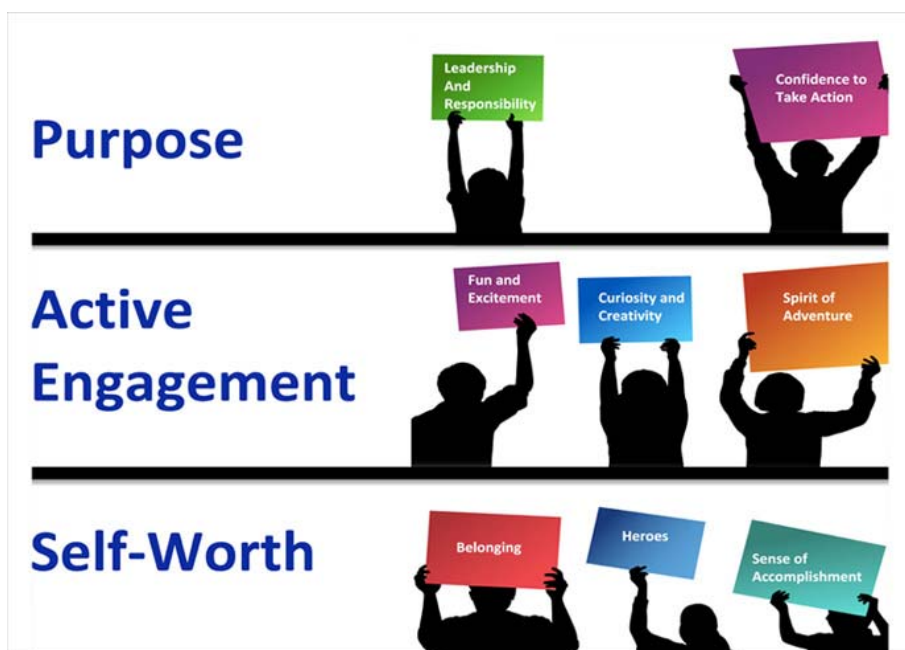 Purpose
Leadership
And
Responsibility
Confidence to
Take Action
Active
Engagement
Fun and
Excitement
Curiosity and
Creativity
Spirit of
Adventure
Self-Worth
Belonging
Heroes
Sense of
Accomplishment